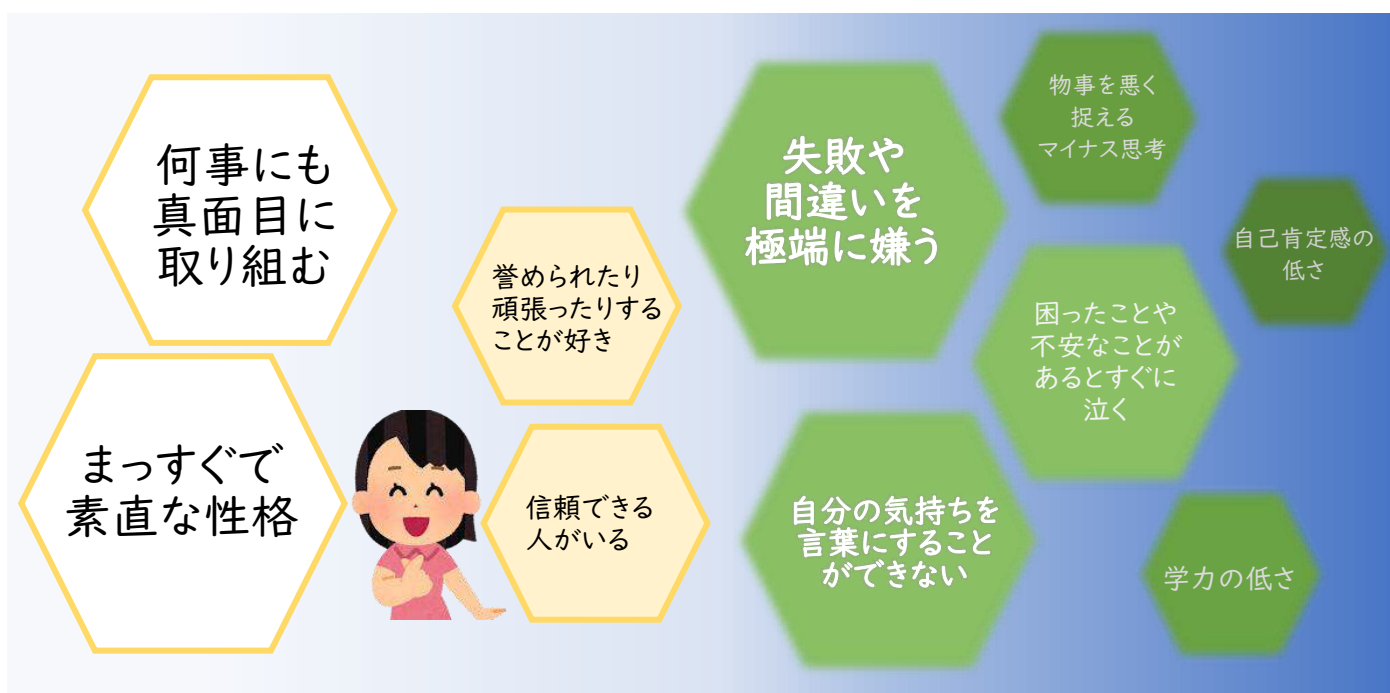 何事にも
真面目に
取り組む
まっすぐで
素直な性格
誉められたり
頑張ったりする
ことが好き
信頼できる
人がいる
失敗や
間違いを
極端に嫌う
自分の気持ちを
言葉にすること
ができない
物事を悪く
捉える
マイナス思考
困ったことや
不安なことが
あるとすぐに
泣く
自己肯定感の
低さ
学力の低さ